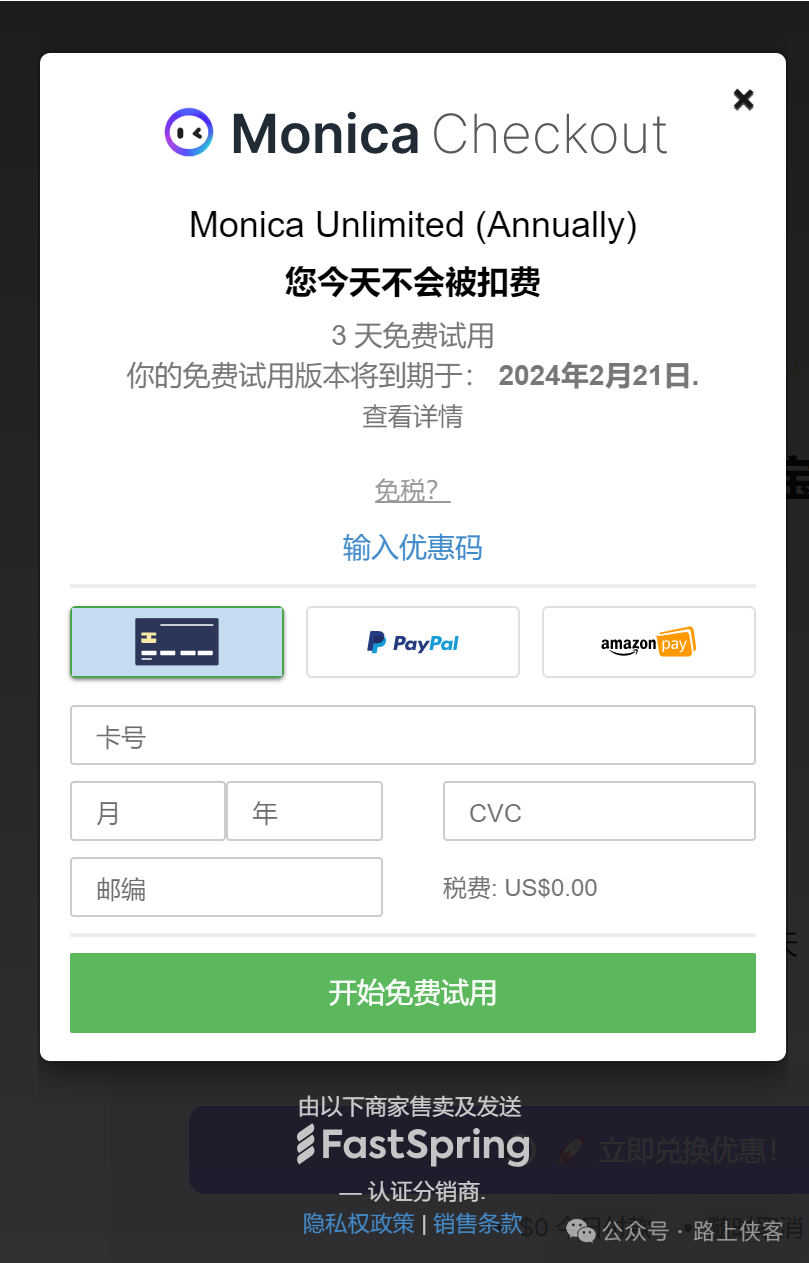 Monica Checkout
Monica Unlimited (Annually)
您今天不会被扣费
3 天免费试用
你的免费试用版本将到期于： 2024年2月21日.
查看详情
免税？
输入优惠码
PayPal
amazon pay
卡号
月
年
CVC
邮编
税费: US$0.00
开始免费试用
由以下商家售卖及发送
FastSpring
立即兑换优惠!
— 认证分销商.
隐私权政策 | 销售条款
公众号 · 路上侠客